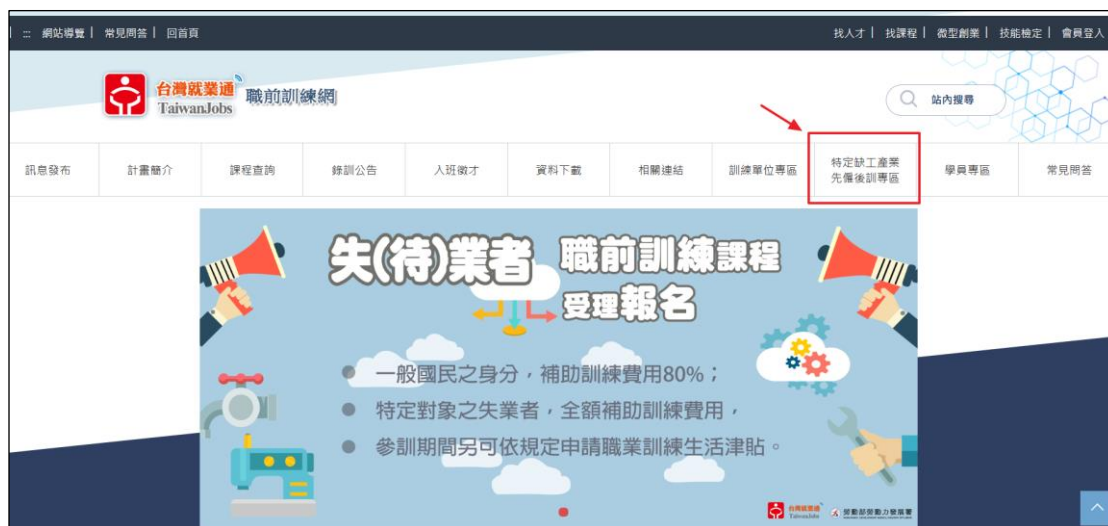 ::: 網站導覽 | 常見問答 | 回首頁
找人才 | 找課程 | 微型創業 | 技能檢定 | 會員登入
台灣就業通
TaiwanJobs
職前訓練網
站內搜尋
訊息發布 計畫簡介 課程查詢 錄訓公告 入班徵才 資料下載 相關連結 訓練單位專區 特定缺工產業 學員專區 常見問答
先僱後訓專區
失(待)業者 職前訓練課程
受理報名
● 一般國民之身分，補助訓練費用80%；
● 特定對象之失業者，全額補助訓練費用，
● 參訓期間另可依規定申請職業訓練生活津貼。
台灣就業通
TaiwanJobs
勞動部勞動力發展署